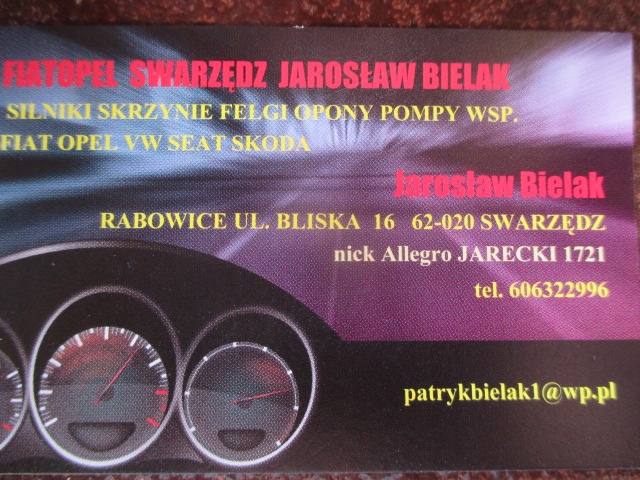 FIATOPEL SWARZĘDZ JAROSŁAW BIELAK
SILNIKI SKRZYNIE FELGI OPONY POMPY WSP.
FIAT OPEL VW SEAT SKODA
Jarosław Bielak
RABOWICE UL. BLISKA 16 62-020 SWARZĘDZ
nick Allegro JARECKI 1721
tel. 606322996
patrykbielak1@wp.pl